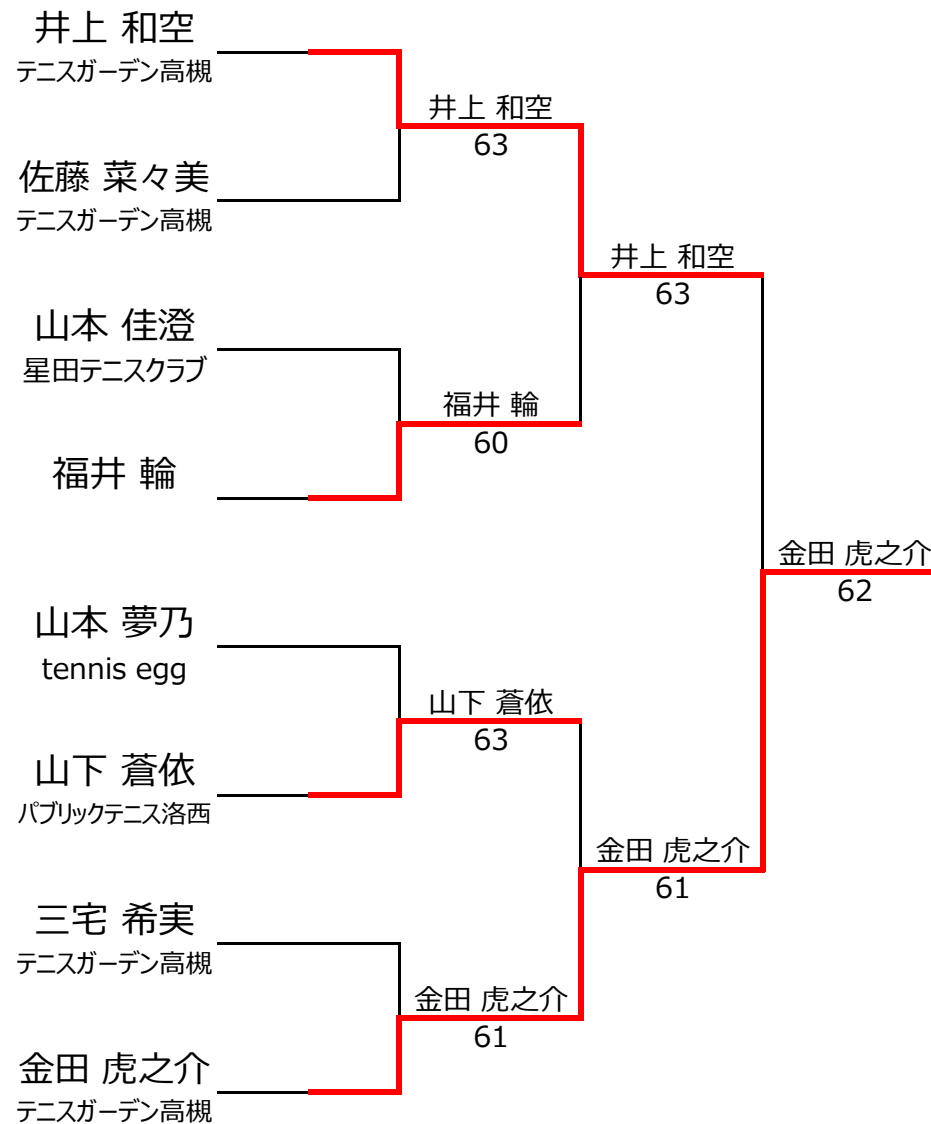 井上 和空
テニスガーデン高槻
佐藤 菜々美
テニスガーデン高槻
山本 佳澄
星田テニスクラブ
福井 輪
山本 夢乃
tennis egg
山下 蒼依
パブリックテニス洛西
三宅 希実
テニスガーデン高槻
金田 虎之介
テニスガーデン高槻
井上 和空
63
福井 輪
60
山下 蒼依
63
金田 虎之介
61
井上 和空
63
金田 虎之介
61
金田 虎之介
62